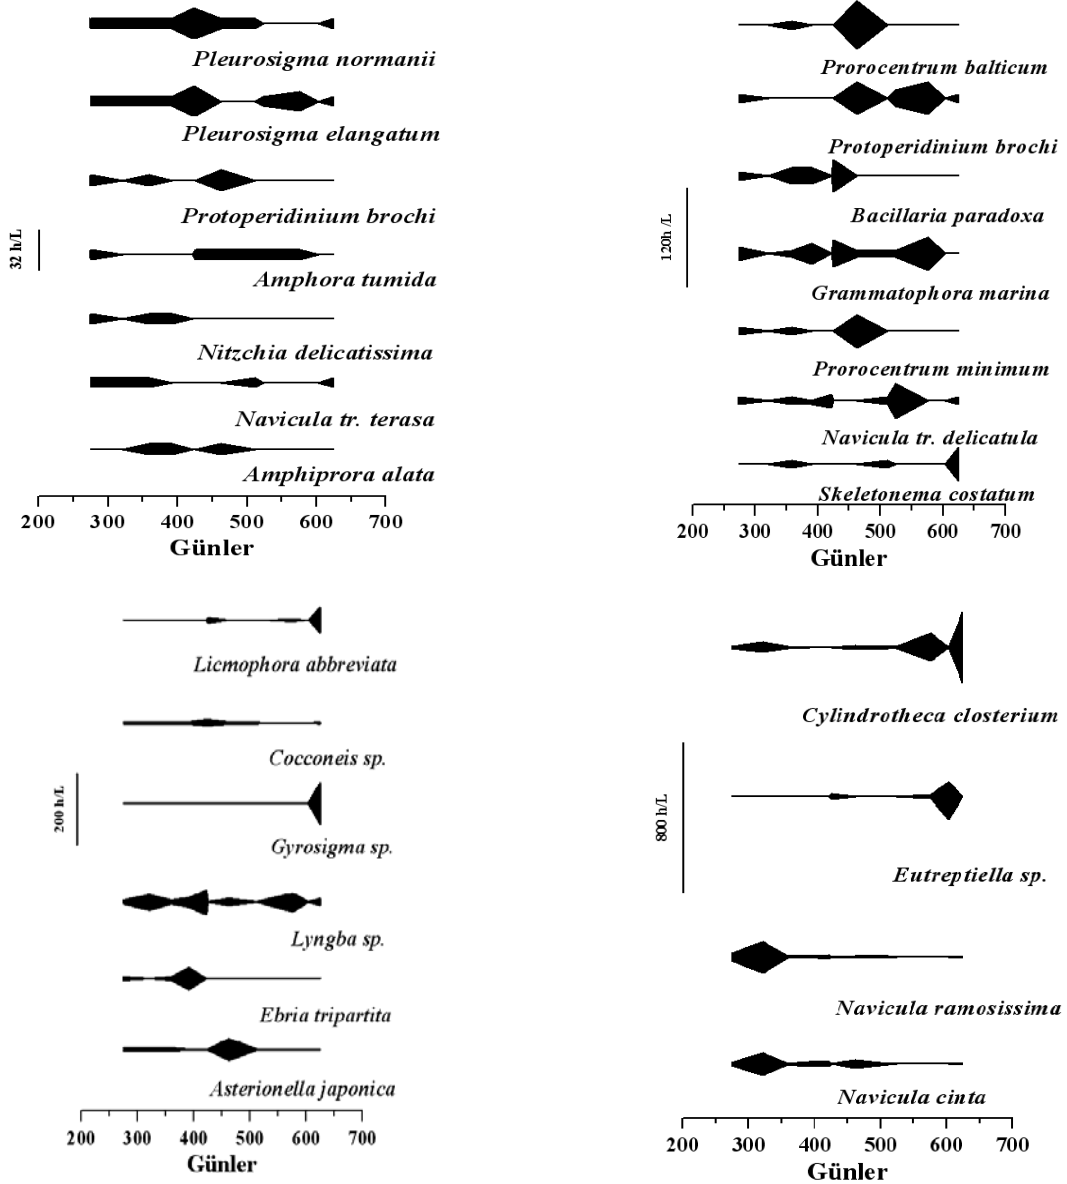 Pleurosigma normanii
Pleurosigma elangatum
Protoperidinium brochi
32 h/L
Amphora tumida
Nitzchia delicatissima
Navicula tr. terasa
Amphiprora alata
200 300 400 500 600 700
Günler
Prorocentrum balticum
Protoperidinium brochi
Bacillaria paradoxa
120h /L
Grammatophora marina
Prorocentrum minimum
Navicula tr. delicatula
Skeletonema costatum
200 300 400 500 600 700
Günler
Licmophora abbreviata
Cocconeis sp.
200 h/L
Gyrosigma sp.
Lyngba sp.
Ebria tripartita
Asterionella japonica
200 300 400 500 600 700
Günler
Cylindrotheca closterium
800 h/L
Eutreptiella sp.
Navicula ramosissima
Navicula cinta
200 300 400 500 600 700
Günler